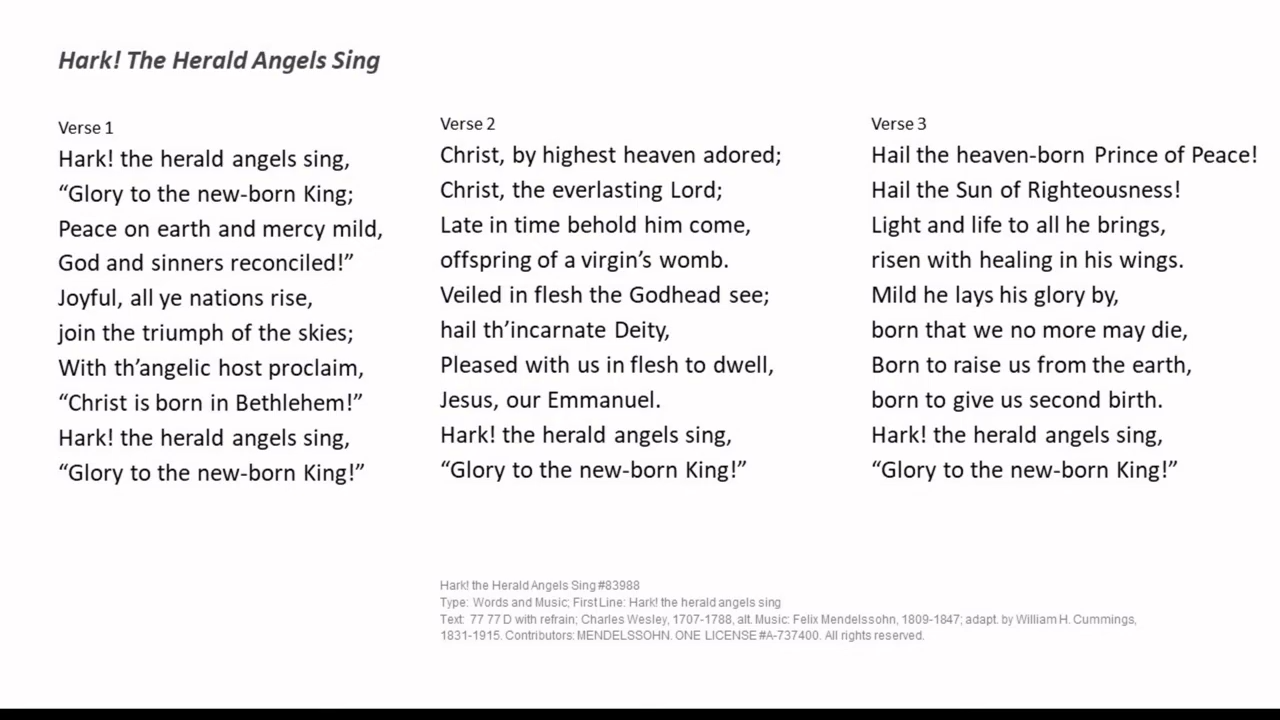 Hark! The Herald Angels Sing
Verse 1
Hark! the herald angels sing,
“Glory to the new-born King;
Peace on earth and mercy mild,
God and sinners reconciled!”
Joyful, all ye nations rise,
join the triumph of the skies;
With th’angelic host proclaim,
“Christ is born in Bethlehem!”
Hark! the herald angels sing,
“Glory to the new-born King!”
Verse 2
Christ, by highest heaven adored;
Christ, the everlasting Lord;
Late in time behold him come,
offspring of a virgin’s womb.
Veiled in flesh the Godhead see;
hail th’incarnate Deity,
Pleased with us in flesh to dwell,
Jesus, our Emmanuel.
Hark! the herald angels sing,
“Glory to the new-born King!”
Verse 3
Hail the heaven-born Prince of Peace!
Hail the Sun of Righteousness!
Light and life to all he brings,
risen with healing in his wings.
Mild he lays his glory by,
born that we no more may die,
Born to raise us from the earth,
born to give us second birth.
Hark! the herald angels sing,
“Glory to the new-born King!”
Hark! the Herald Angels Sing #83988
Type: Words and Music; First Line: Hark! the herald angels sing
Text: 77 77 D with refrain; Charles Wesley, 1707-1788, alt. Music: Felix Mendelssohn, 1809-1847; adapt. by William H. Cummings,
1831-1915. Contributors: MENDELSSOHN. ONE LICENSE #A-737400. All rights reserved.